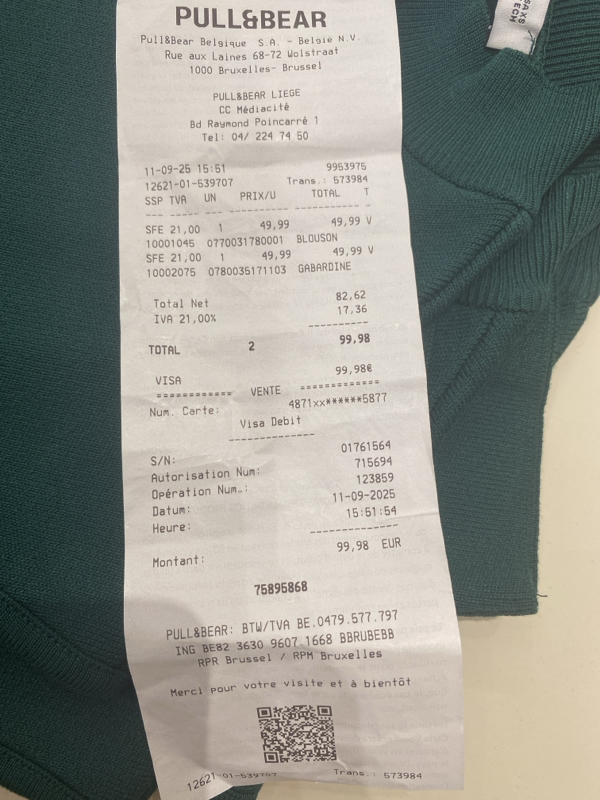 PULL&BEAR
Pull&Bear Belgique S.A. - Belgie N.V.
Rue aux Laines 68-72 Wolstraat
1000 Bruxelles- Brussel
PULL&BEAR LIEGE
CC Médiacité
Bd Raymond Poincarré 1
Tel: 04/ 224 74 50
11-09-25 15:51 9953975
12621-01-539707 Trans.: 573984
SSP TVA UN PRIX/U TOTAL T
SFE 21,00 1 49,99 49,99 V
10001045 0770031780001 BLOUSON
SFE 21,00 1 49,99 49,99 V
10002075 0780035171103 GABARDINE
Total Net 82,62
IVA 21,00% 17,36
TOTAL 2 99,98
VISA 99,98€
============ VENTE ============
Num. Carte: 4871xx******5877
Visa Debit
S/N: 01761564
Autorisation Num: 715694
Opération Num.: 123859
Datum: 11-09-2025
Heure: 15:51:54
Montant: 99,98 EUR
75895868
PULL&BEAR: BTW/TVA BE.0479.577.797
ING BE82 3630 9607 1668 BBRUBEBB
RPR Brussel / RPM Bruxelles
Merci pour votre visite et à bientôt
12621-01-539707 Trans.: 573984
SAXS
TECH